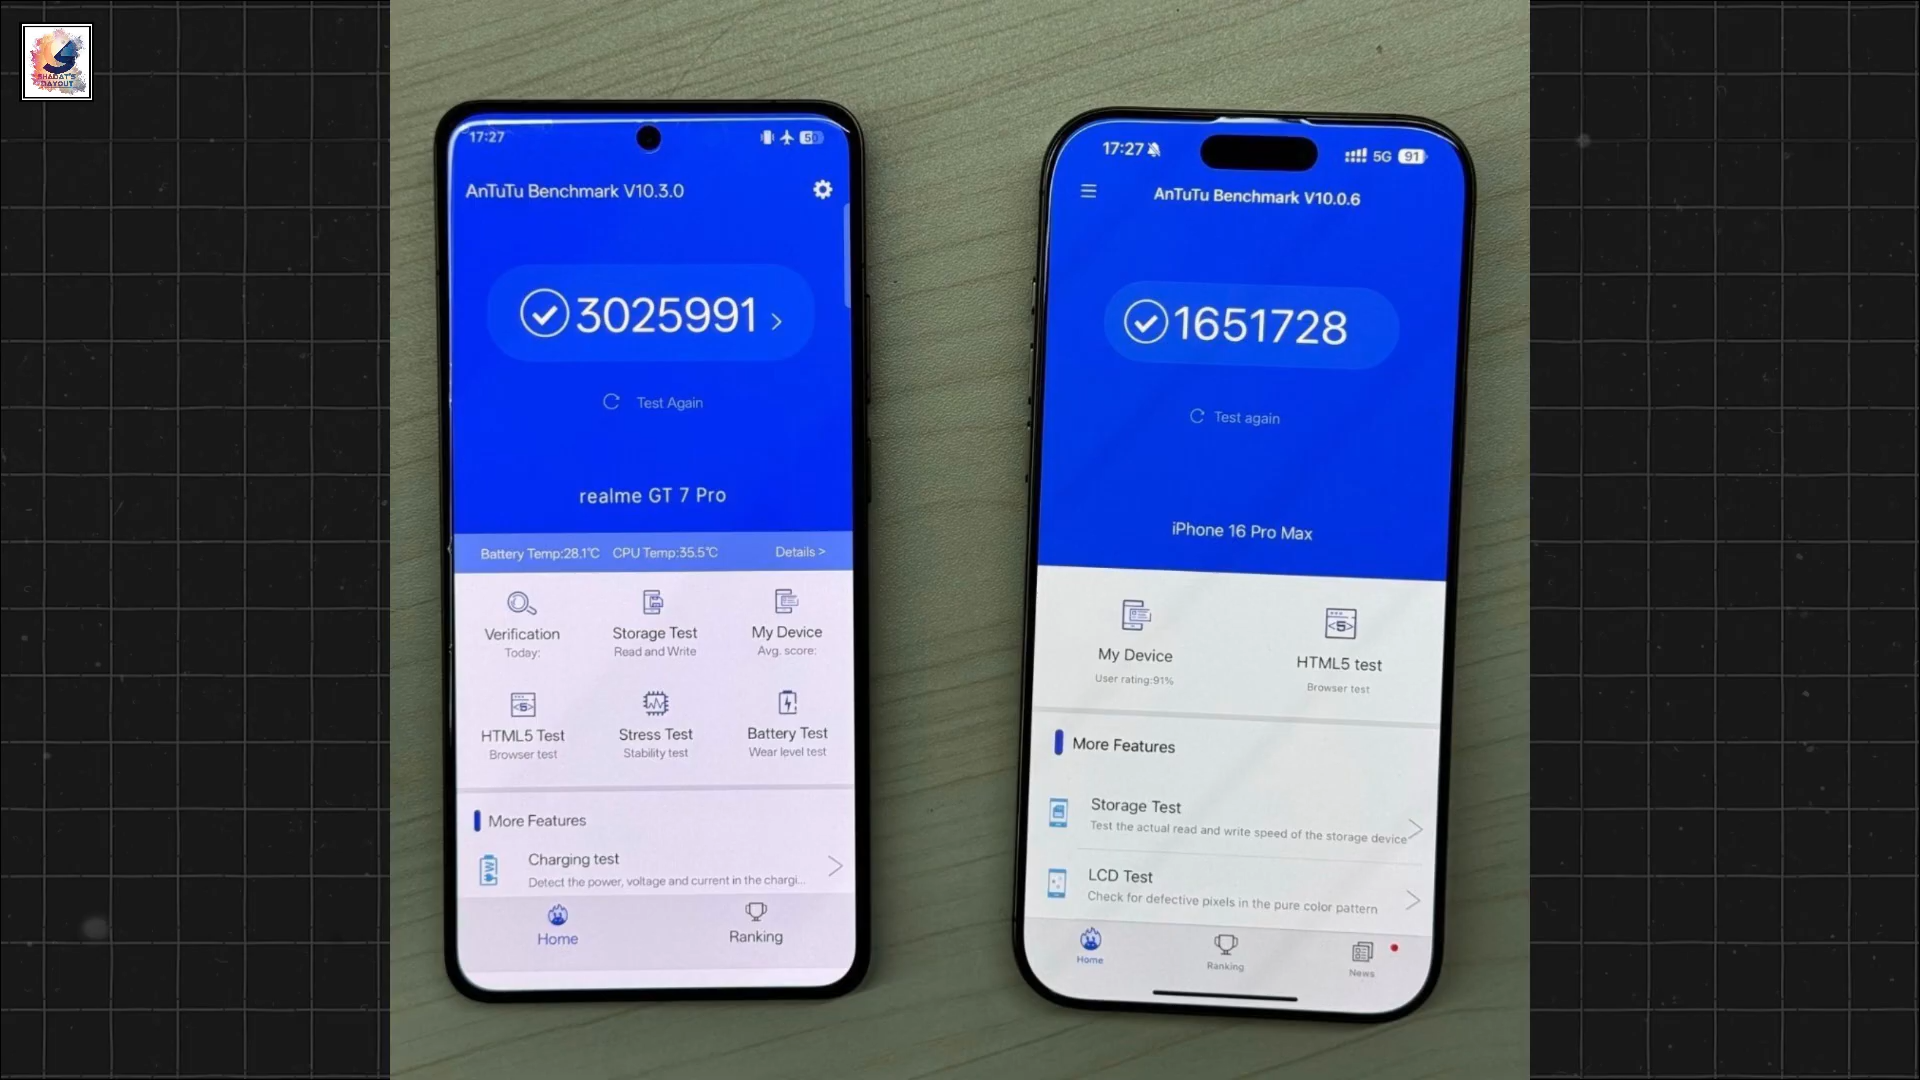 SHADAT'S
DAYOUT
17:27
50
AnTuTu Benchmark V10.3.0
3025991
Test Again
realme GT 7 Pro
Battery Temp:28.1℃ CPU Temp:35.5℃ Details >
Verification
Today:
Storage Test
Read and Write
My Device
Avg. score:
HTML5 Test
Browser test
Stress Test
Stability test
Battery Test
Wear level test
More Features
Charging test
Detect the power, voltage and current in the chargi...
Home
Ranking
17:27
5G 91
AnTuTu Benchmark V10.0.6
1651728
Test again
iPhone 16 Pro Max
My Device
User rating:91%
HTML5 test
Browser test
More Features
Storage Test
Test the actual read and write speed of the storage device
LCD Test
Check for defective pixels in the pure color pattern
Home
Ranking
News